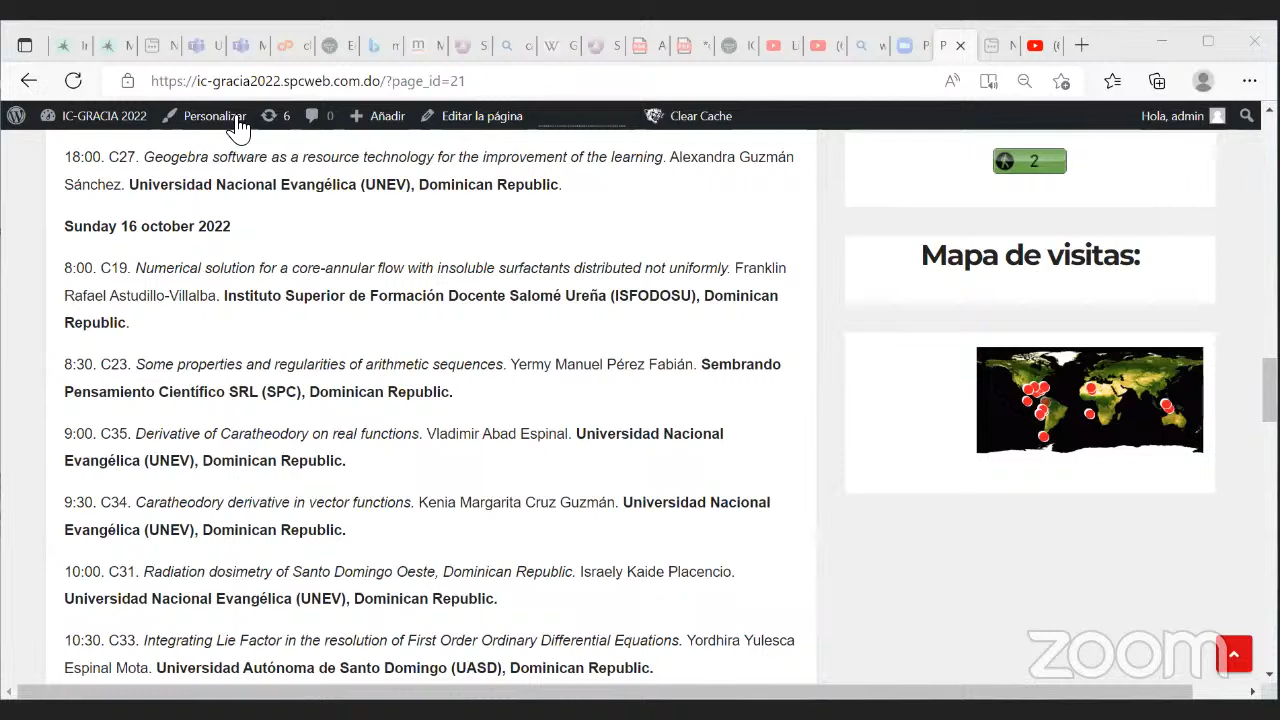 https://ic-gracia2022.spcweb.com.do/?page_id=21
IC-GRACIA 2022 Personalizar 6 0 Añadir Editar la página Clear Cache Hola, admin
18:00. C27. Geogebra software as a resource technology for the improvement of the learning. Alexandra Guzmán
Sánchez. Universidad Nacional Evangélica (UNEV), Dominican Republic.
Sunday 16 october 2022
8:00. C19. Numerical solution for a core-annular flow with insoluble surfactants distributed not uniformly. Franklin
Rafael Astudillo-Villalba. Instituto Superior de Formación Docente Salomé Ureña (ISFODOSU), Dominican
Republic.
8:30. C23. Some properties and regularities of arithmetic sequences. Yermy Manuel Pérez Fabián. Sembrando
Pensamiento Científico SRL (SPC), Dominican Republic.
9:00. C35. Derivative of Caratheodory on real functions. Vladimir Abad Espinal. Universidad Nacional
Evangélica (UNEV), Dominican Republic.
9:30. C34. Caratheodory derivative in vector functions. Kenia Margarita Cruz Guzmán. Universidad Nacional
Evangélica (UNEV), Dominican Republic.
10:00. C31. Radiation dosimetry of Santo Domingo Oeste, Dominican Republic. Israely Kaide Placencio.
Universidad Nacional Evangélica (UNEV), Dominican Republic.
10:30. C33. Integrating Lie Factor in the resolution of First Order Ordinary Differential Equations. Yordhira Yulesca
Espinal Mota. Universidad Autónoma de Santo Domingo (UASD), Dominican Republic.
2
Mapa de visitas:
zoom